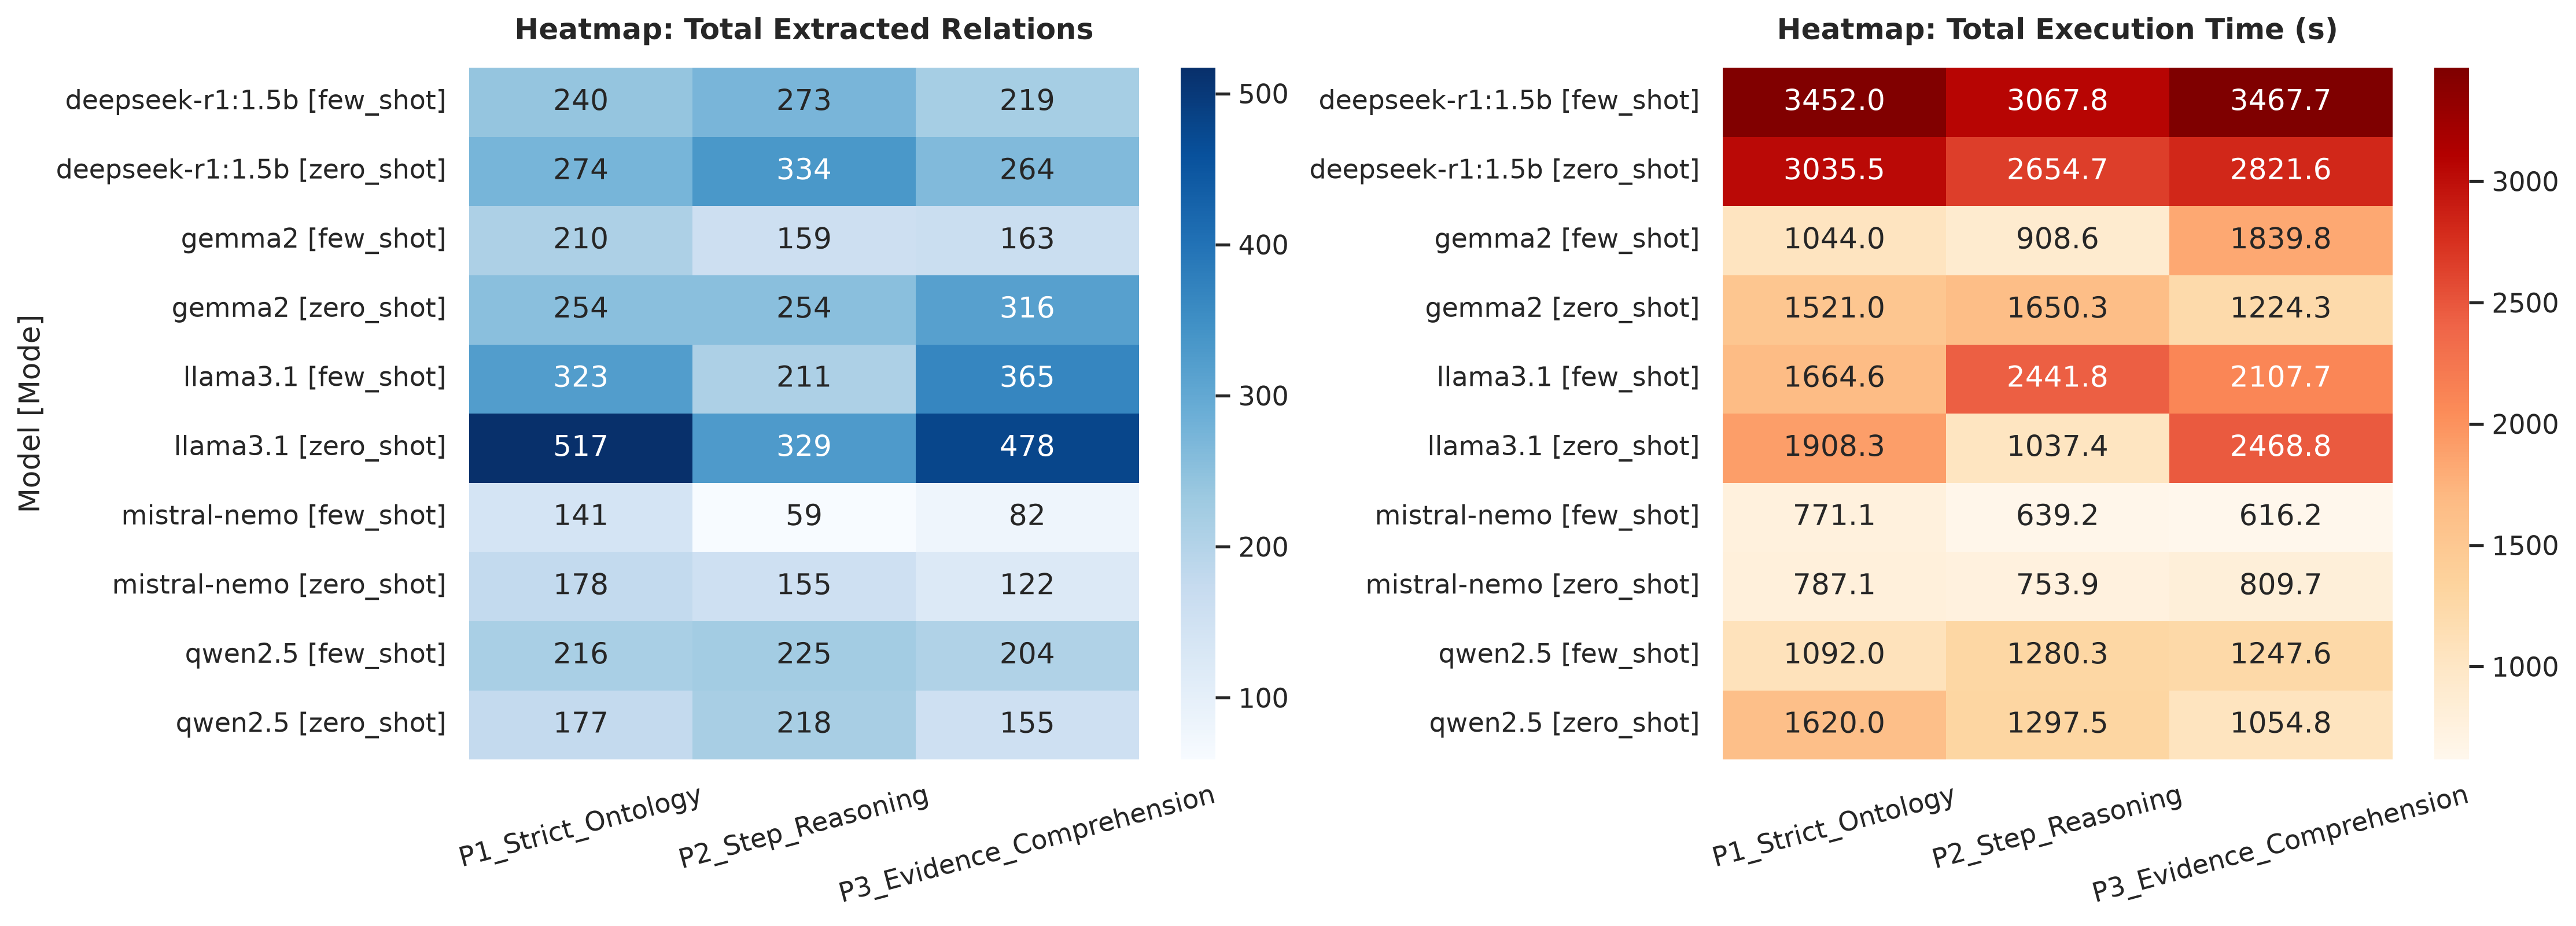 Heatmap: Total Extracted Relations
Model [Mode]
deepseek-r1:1.5b [few_shot] 240 273 219
deepseek-r1:1.5b [zero_shot] 274 334 264
gemma2 [few_shot] 210 159 163
gemma2 [zero_shot] 254 254 316
llama3.1 [few_shot] 323 211 365
llama3.1 [zero_shot] 517 329 478
mistral-nemo [few_shot] 141 59 82
mistral-nemo [zero_shot] 178 155 122
qwen2.5 [few_shot] 216 225 204
qwen2.5 [zero_shot] 177 218 155
P1_Strict_Ontology P2_Step_Reasoning P3_Evidence_Comprehension
500
400
300
200
100
Heatmap: Total Execution Time (s)
deepseek-r1:1.5b [few_shot] 3452.0 3067.8 3467.7
deepseek-r1:1.5b [zero_shot] 3035.5 2654.7 2821.6
gemma2 [few_shot] 1044.0 908.6 1839.8
gemma2 [zero_shot] 1521.0 1650.3 1224.3
llama3.1 [few_shot] 1664.6 2441.8 2107.7
llama3.1 [zero_shot] 1908.3 1037.4 2468.8
mistral-nemo [few_shot] 771.1 639.2 616.2
mistral-nemo [zero_shot] 787.1 753.9 809.7
qwen2.5 [few_shot] 1092.0 1280.3 1247.6
qwen2.5 [zero_shot] 1620.0 1297.5 1054.8
P1_Strict_Ontology P2_Step_Reasoning P3_Evidence_Comprehension
3000
2500
2000
1500
1000